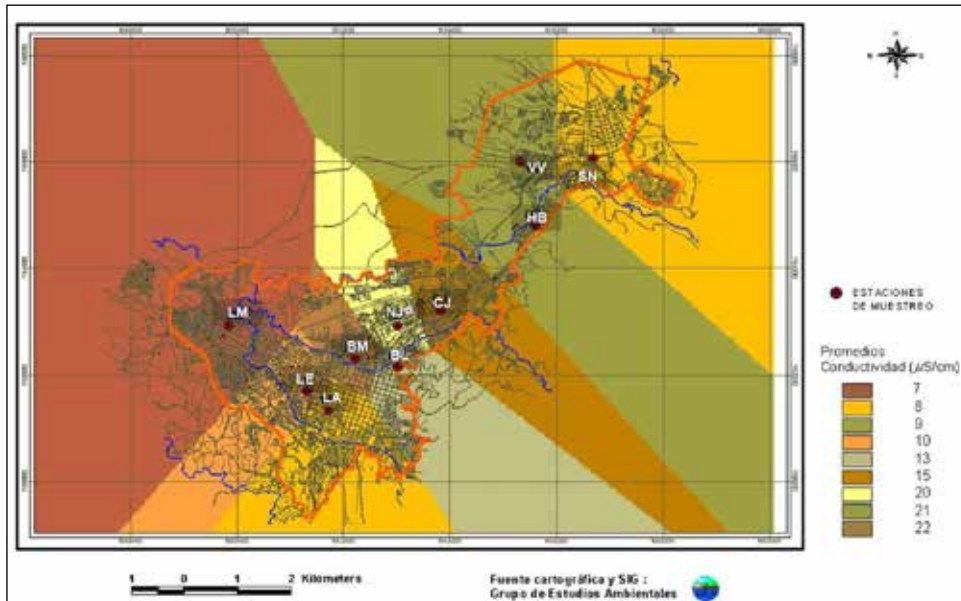 VV
SN
HB
CJ
NJ
LM
BM
BL
LE
LA
ESTACIONES
DE MUESTREO
Promedios
Conductividad (µS/cm)
7
8
9
10
13
15
20
21
22
1 0 1 2 Kilometers
Fuente cartográfica y SIG :
Grupo de Estudios Ambientales